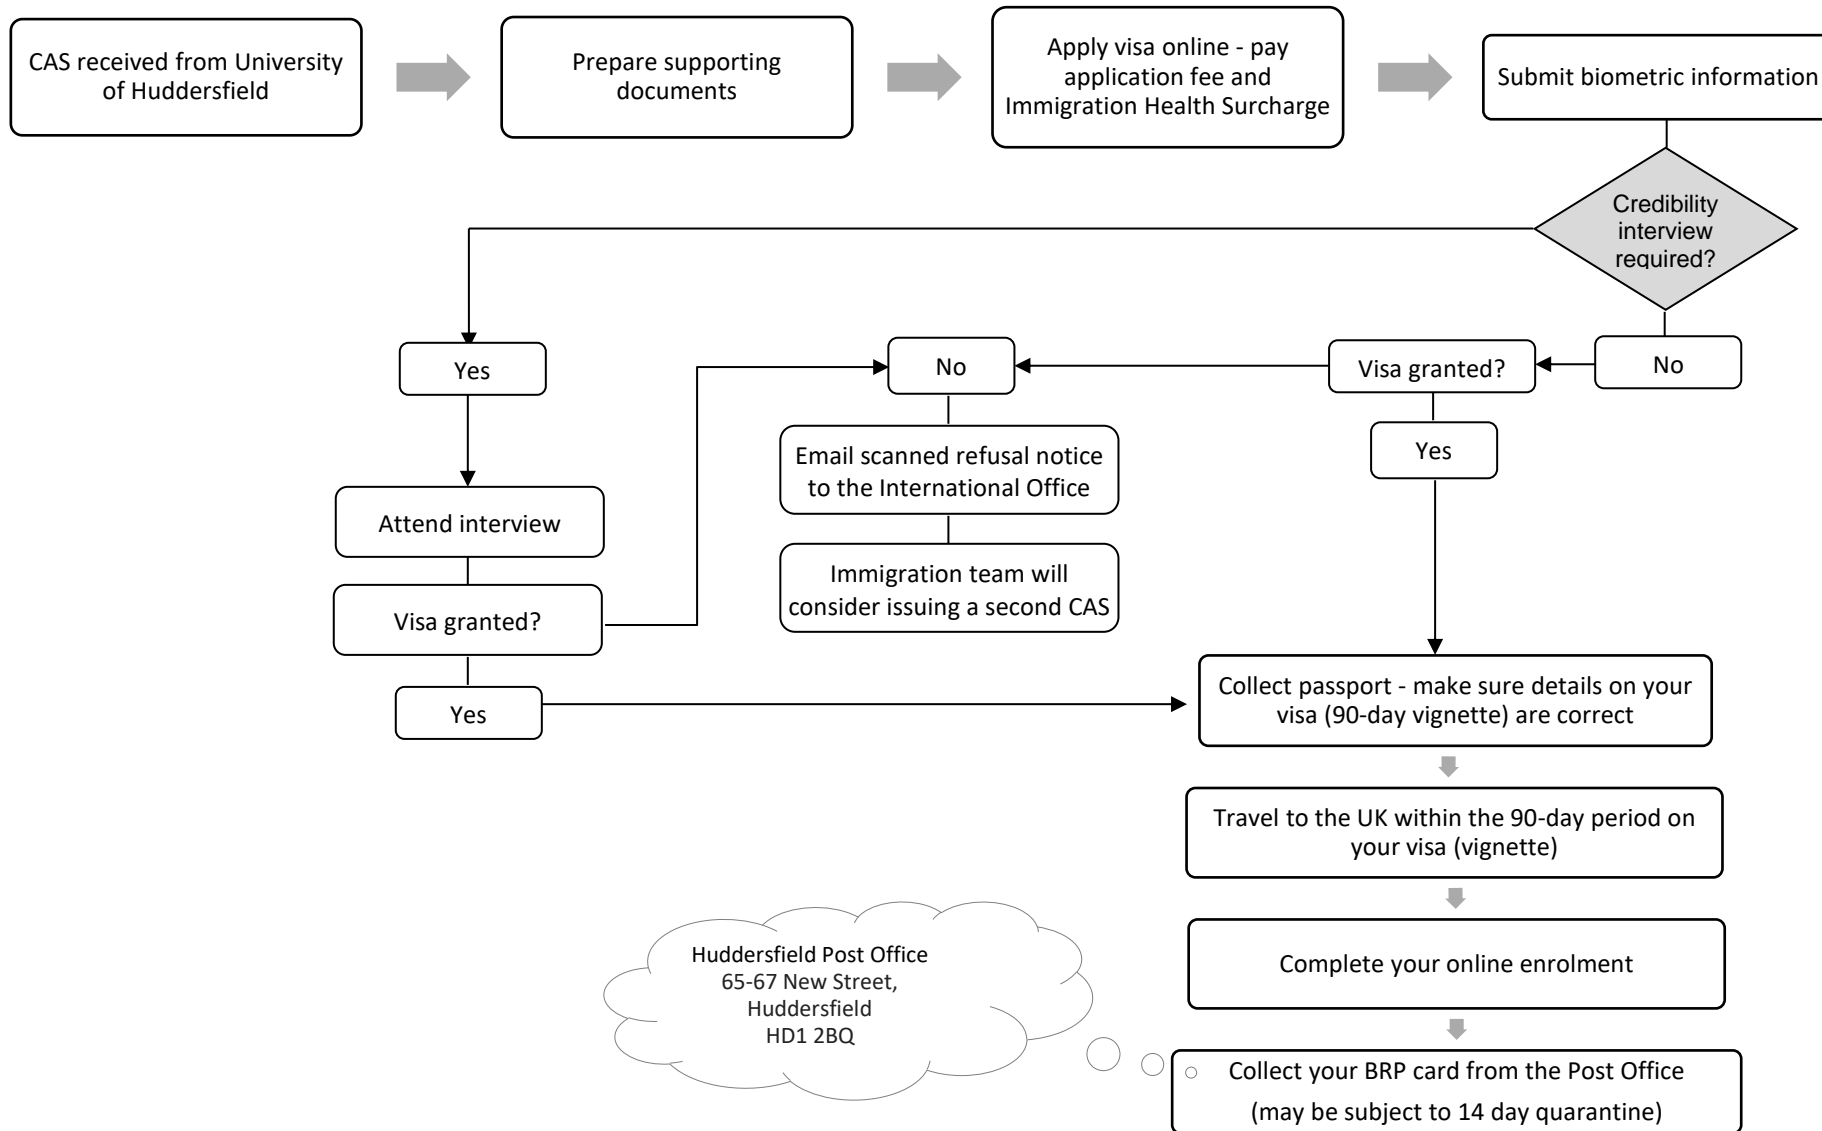 CAS received from University
of Huddersfield
Prepare supporting
documents
Apply visa online - pay
application fee and
Immigration Health Surcharge
Submit biometric information
Credibility
interview
required?
Yes
No
Visa granted?
No
Yes
Email scanned refusal notice
to the International Office
Attend interview
Immigration team will
consider issuing a second CAS
Visa granted?
Yes
Collect passport - make sure details on your
visa (90-day vignette) are correct
Travel to the UK within the 90-day period on
your visa (vignette)
Complete your online enrolment
Huddersfield Post Office
65-67 New Street,
Huddersfield
HD1 2BQ
Collect your BRP card from the Post Office
(may be subject to 14 day quarantine)